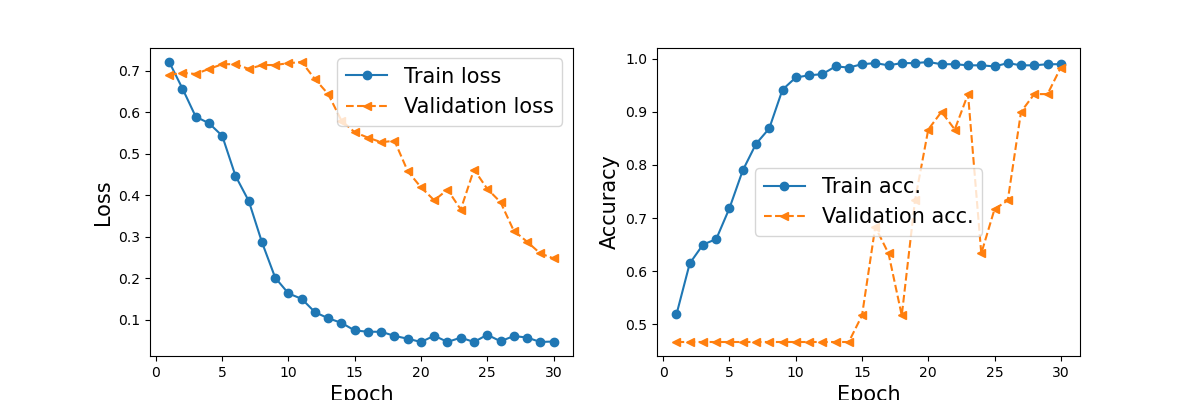 0.7
0.6
0.5
0.4
0.3
0.2
0.1
Loss
Train loss
Validation loss
0 5 10 15 20 25 30
Epoch
1.0
0.9
0.8
0.7
0.6
0.5
Accuracy
Train acc.
Validation acc.
0 5 10 15 20 25 30
Epoch